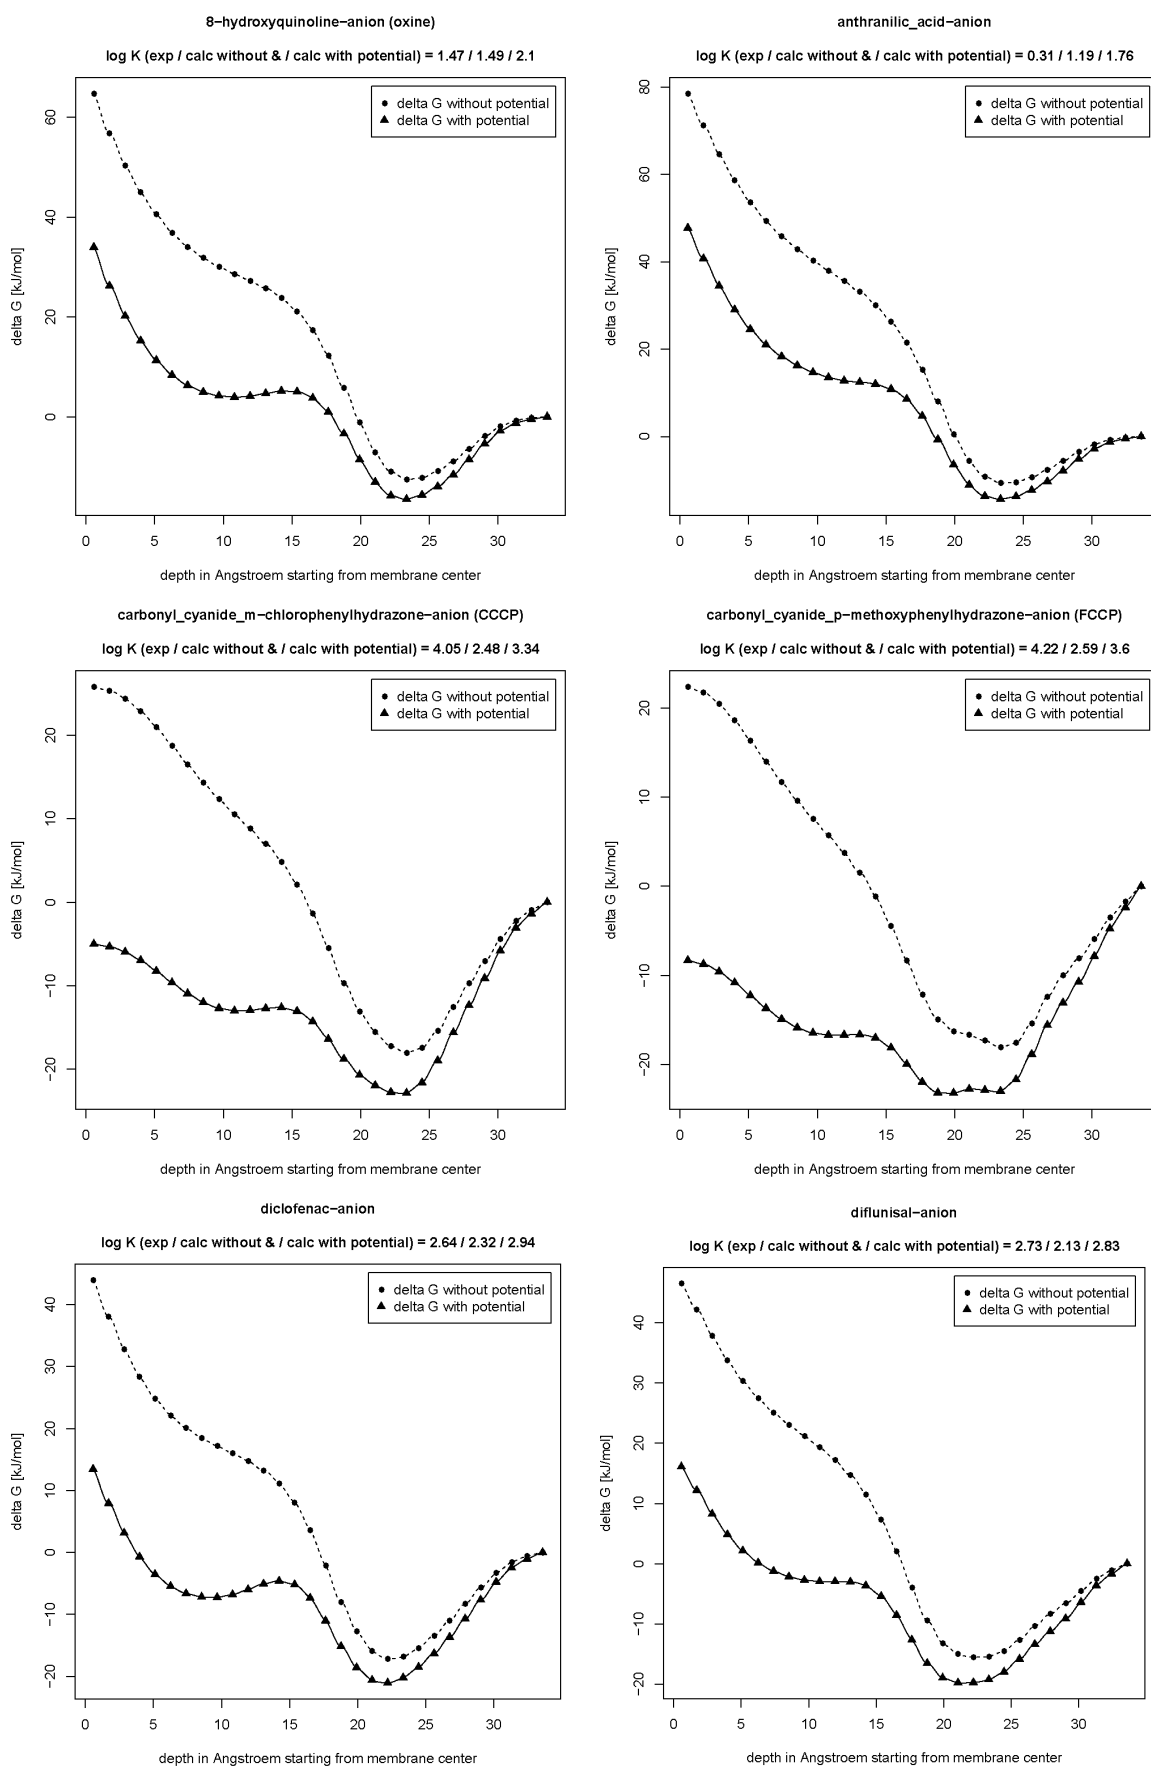 8−hydroxyquinoline−anion (oxine)
log K (exp / calc without & / calc with potential) = 1.47 / 1.49 / 2.1
delta G without potential
delta G with potential
delta G [kJ/mol]
60
40
20
0
0 5 10 15 20 25 30
depth in Angstroem starting from membrane center
anthranilic_acid−anion
log K (exp / calc without & / calc with potential) = 0.31 / 1.19 / 1.76
delta G without potential
delta G with potential
delta G [kJ/mol]
80
60
40
20
0
0 5 10 15 20 25 30
depth in Angstroem starting from membrane center
carbonyl_cyanide_m−chlorophenylhydrazone−anion (CCCP)
log K (exp / calc without & / calc with potential) = 4.05 / 2.48 / 3.34
delta G without potential
delta G with potential
delta G [kJ/mol]
20
10
0
−10
−20
0 5 10 15 20 25 30
depth in Angstroem starting from membrane center
carbonyl_cyanide_p−methoxyphenylhydrazone−anion (FCCP)
log K (exp / calc without & / calc with potential) = 4.22 / 2.59 / 3.6
delta G without potential
delta G with potential
delta G [kJ/mol]
20
10
0
−10
−20
0 5 10 15 20 25 30
depth in Angstroem starting from membrane center
diclofenac−anion
log K (exp / calc without & / calc with potential) = 2.64 / 2.32 / 2.94
delta G without potential
delta G with potential
delta G [kJ/mol]
40
30
20
10
0
−10
−20
0 5 10 15 20 25 30
depth in Angstroem starting from membrane center
diflunisal−anion
log K (exp / calc without & / calc with potential) = 2.73 / 2.13 / 2.83
delta G without potential
delta G with potential
delta G [kJ/mol]
40
30
20
10
0
−10
−20
0 5 10 15 20 25 30
depth in Angstroem starting from membrane center